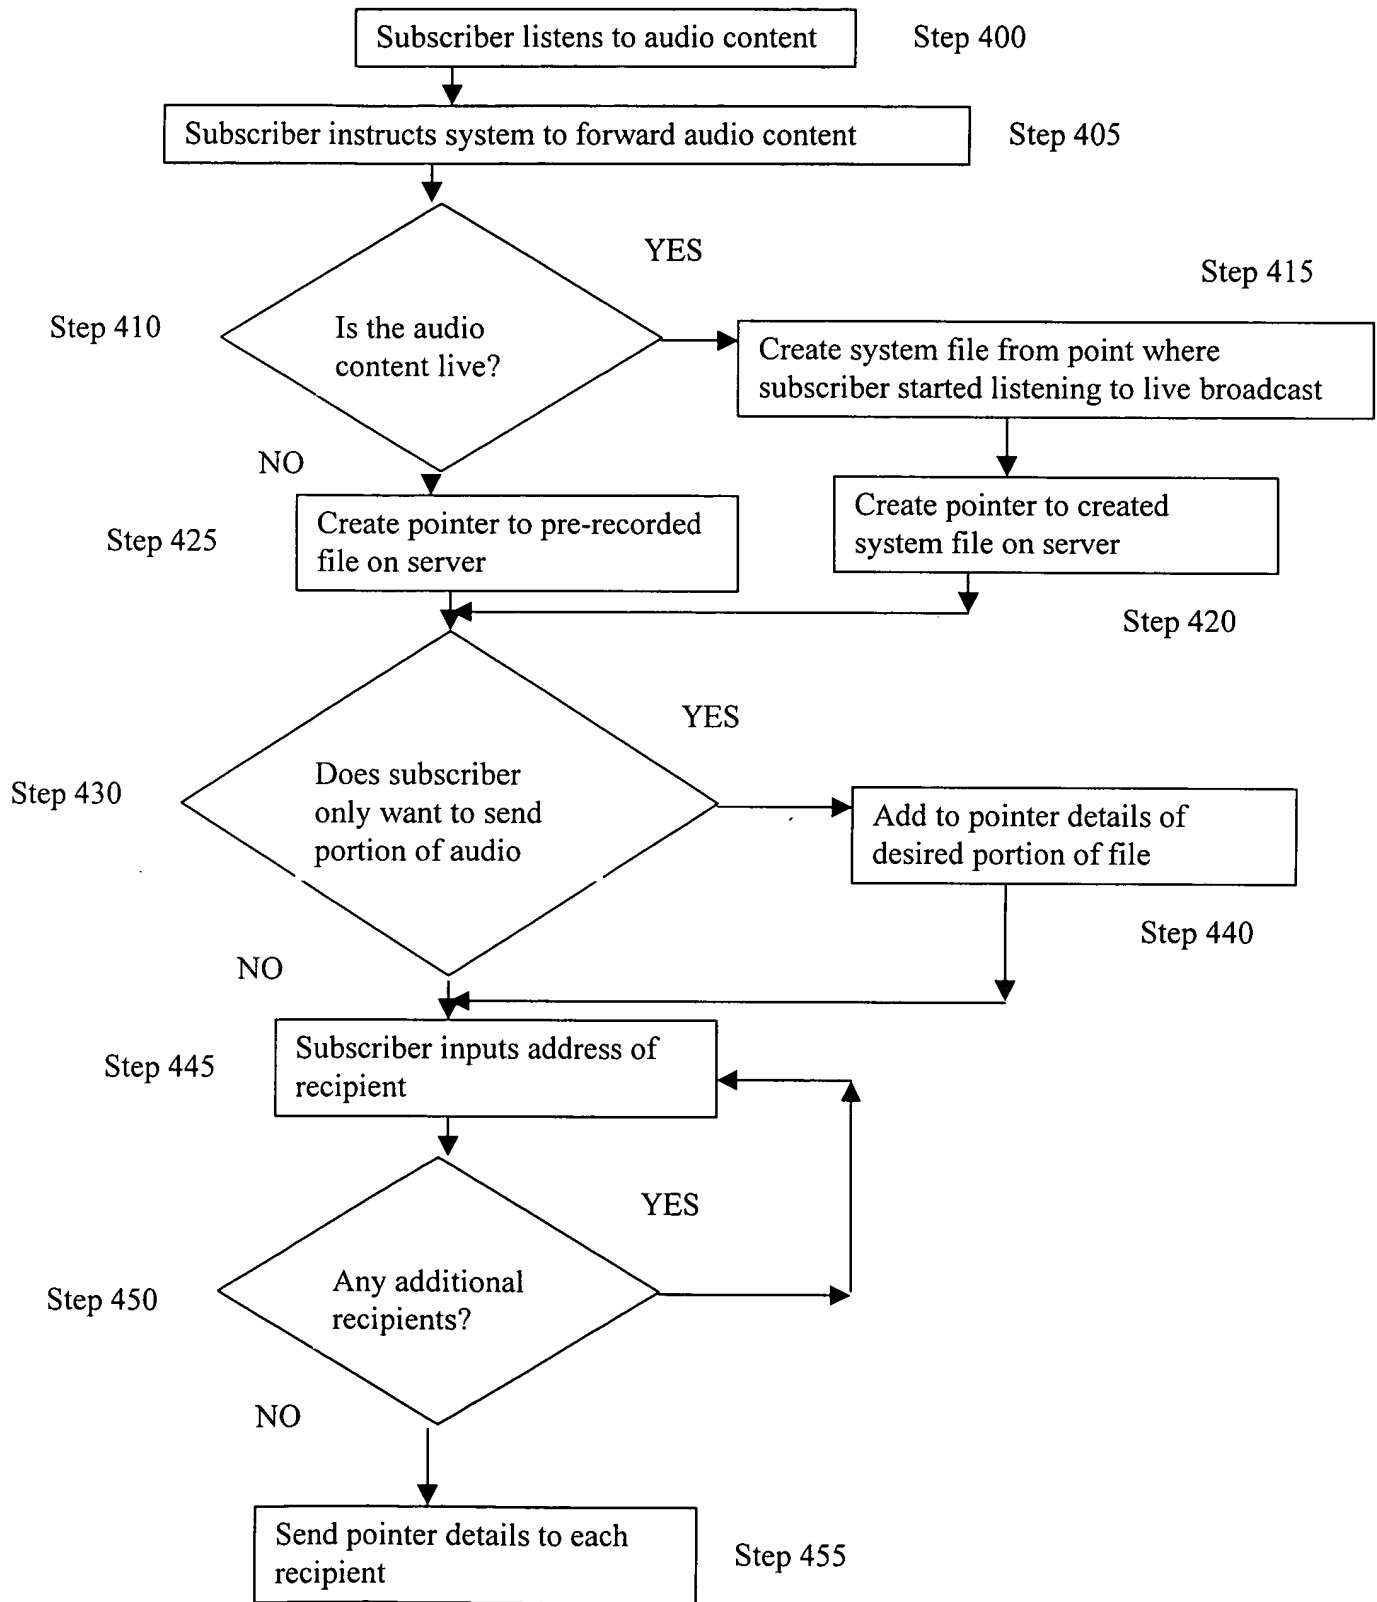 Subscriber listens to audio content
Step 400
Subscriber instructs system to forward audio content
Step 405
YES
Step 415
Step 410
Is the audio
content live?
Create system file from point where
subscriber started listening to live broadcast
NO
Step 425
Create pointer to pre-recorded
file on server
Create pointer to created
system file on server
Step 420
YES
Step 430
Does subscriber
only want to send
portion of audio
Add to pointer details of
desired portion of file
Step 440
NO
Step 445
Subscriber inputs address of
recipient
YES
Step 450
Any additional
recipients?
NO
Send pointer details to each
recipient
Step 455